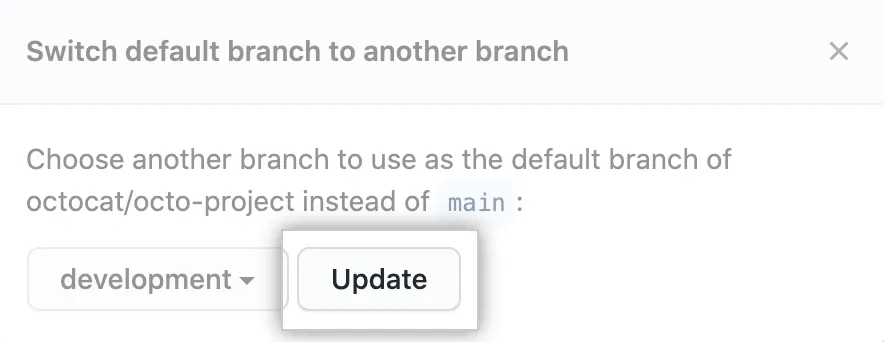 Switch default branch to another branch
Choose another branch to use as the default branch of
octocat/octo-project instead of main :
development Update